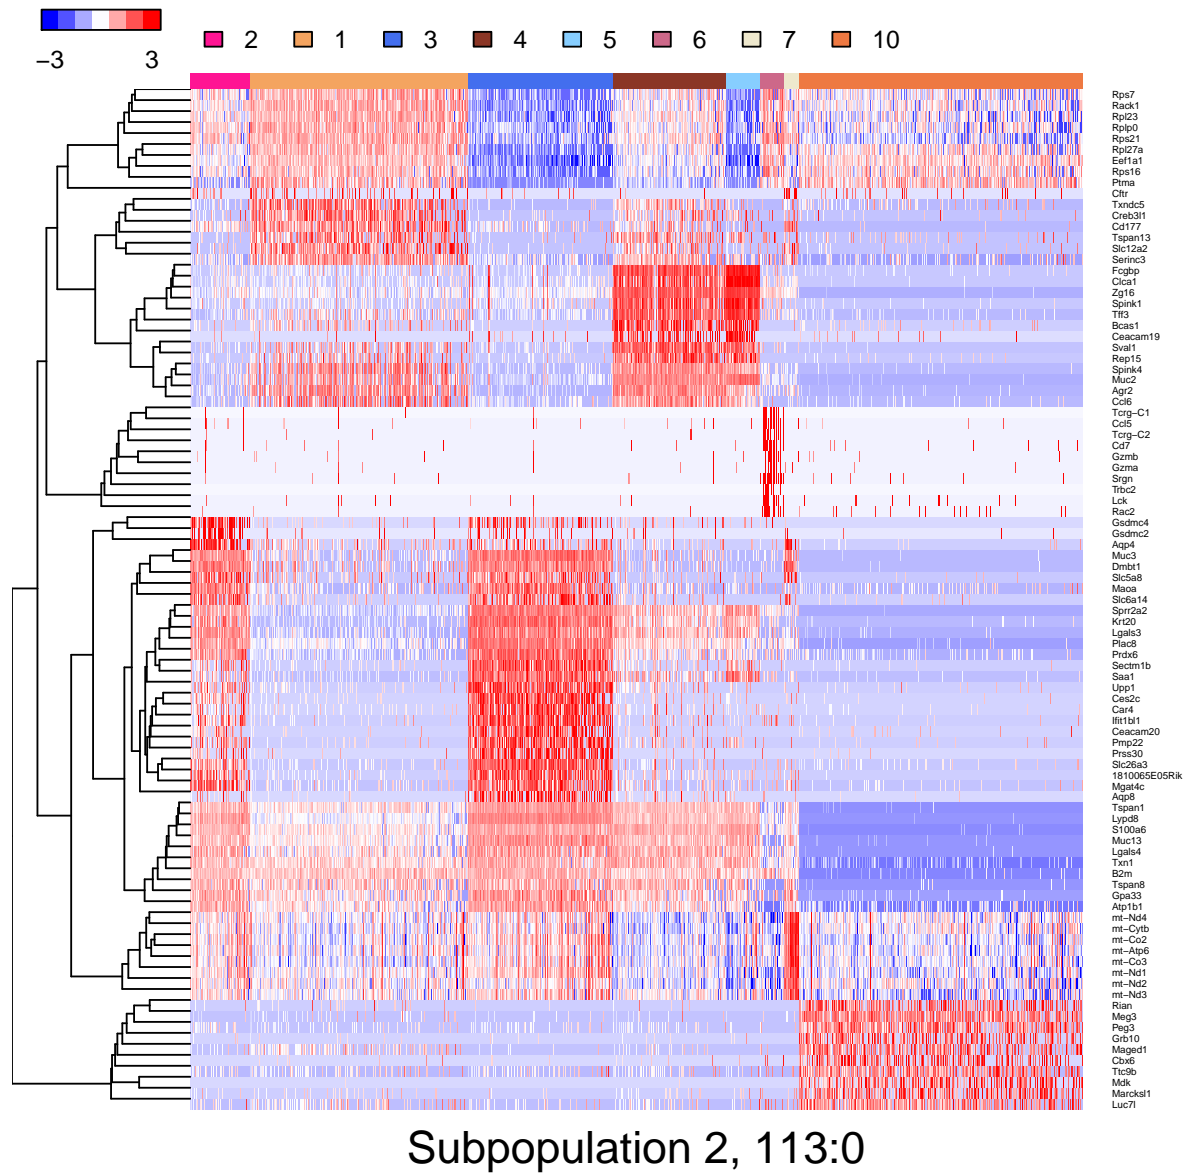 −3 3
2 1 3 4 5 6 7 10
Rps7
Rack1
Rpl23
Rplp0
Rps21
Rpl27a
Eef1a1
Rps16
Ptma
Cftr
Txndc5
Creb3l1
Cd177
Tspan13
Slc12a2
Serinc3
Fcgbp
Clca1
Zg16
Spink1
Tff3
Bcas1
Ceacam19
Sval1
Rep15
Spink4
Muc2
Agr2
Ccl6
Tcrg−C1
Ccl5
Tcrg−C2
Cd7
Gzmb
Gzma
Srgn
Trbc2
Lck
Rac2
Gsdmc4
Gsdmc2
Aqp4
Muc3
Dmbt1
Slc5a8
Maoa
Slc6a14
Sprr2a2
Krt20
Lgals3
Plac8
Prdx6
Sectm1b
Saa1
Upp1
Ces2c
Car4
Ifit1bl1
Ceacam20
Pmp22
Prss30
Slc26a3
1810065E05Rik
Mgat4c
Aqp8
Tspan1
Lypd8
S100a6
Muc13
Lgals4
Txn1
B2m
Tspan8
Gpa33
Atp1b1
mt−Nd4
mt−Cytb
mt−Co2
mt−Atp6
mt−Co3
mt−Nd1
mt−Nd2
mt−Nd3
Rian
Meg3
Peg3
Grb10
Maged1
Cbx6
Ttc9b
Mdk
Marcksl1
Luc7l
Subpopulation 2, 113:0